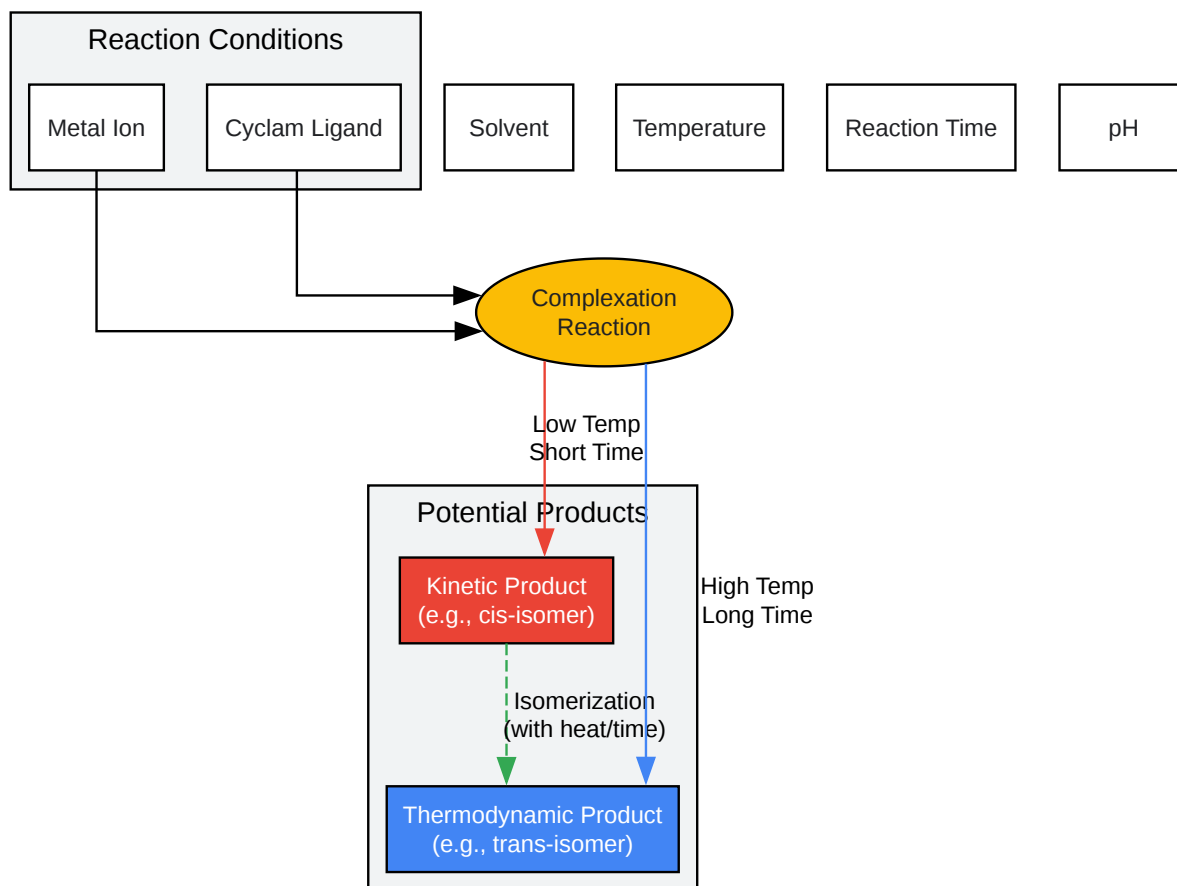 Reaction Conditions
Metal Ion
Cyclam Ligand
Solvent
Temperature
Reaction Time
pH
Complexation
Reaction
Low Temp
Short Time
Potential Products
Kinetic Product
(e.g., cis-isomer)
High Temp
Long Time
Isomerization
(with heat/time)
Thermodynamic Product
(e.g., trans-isomer)